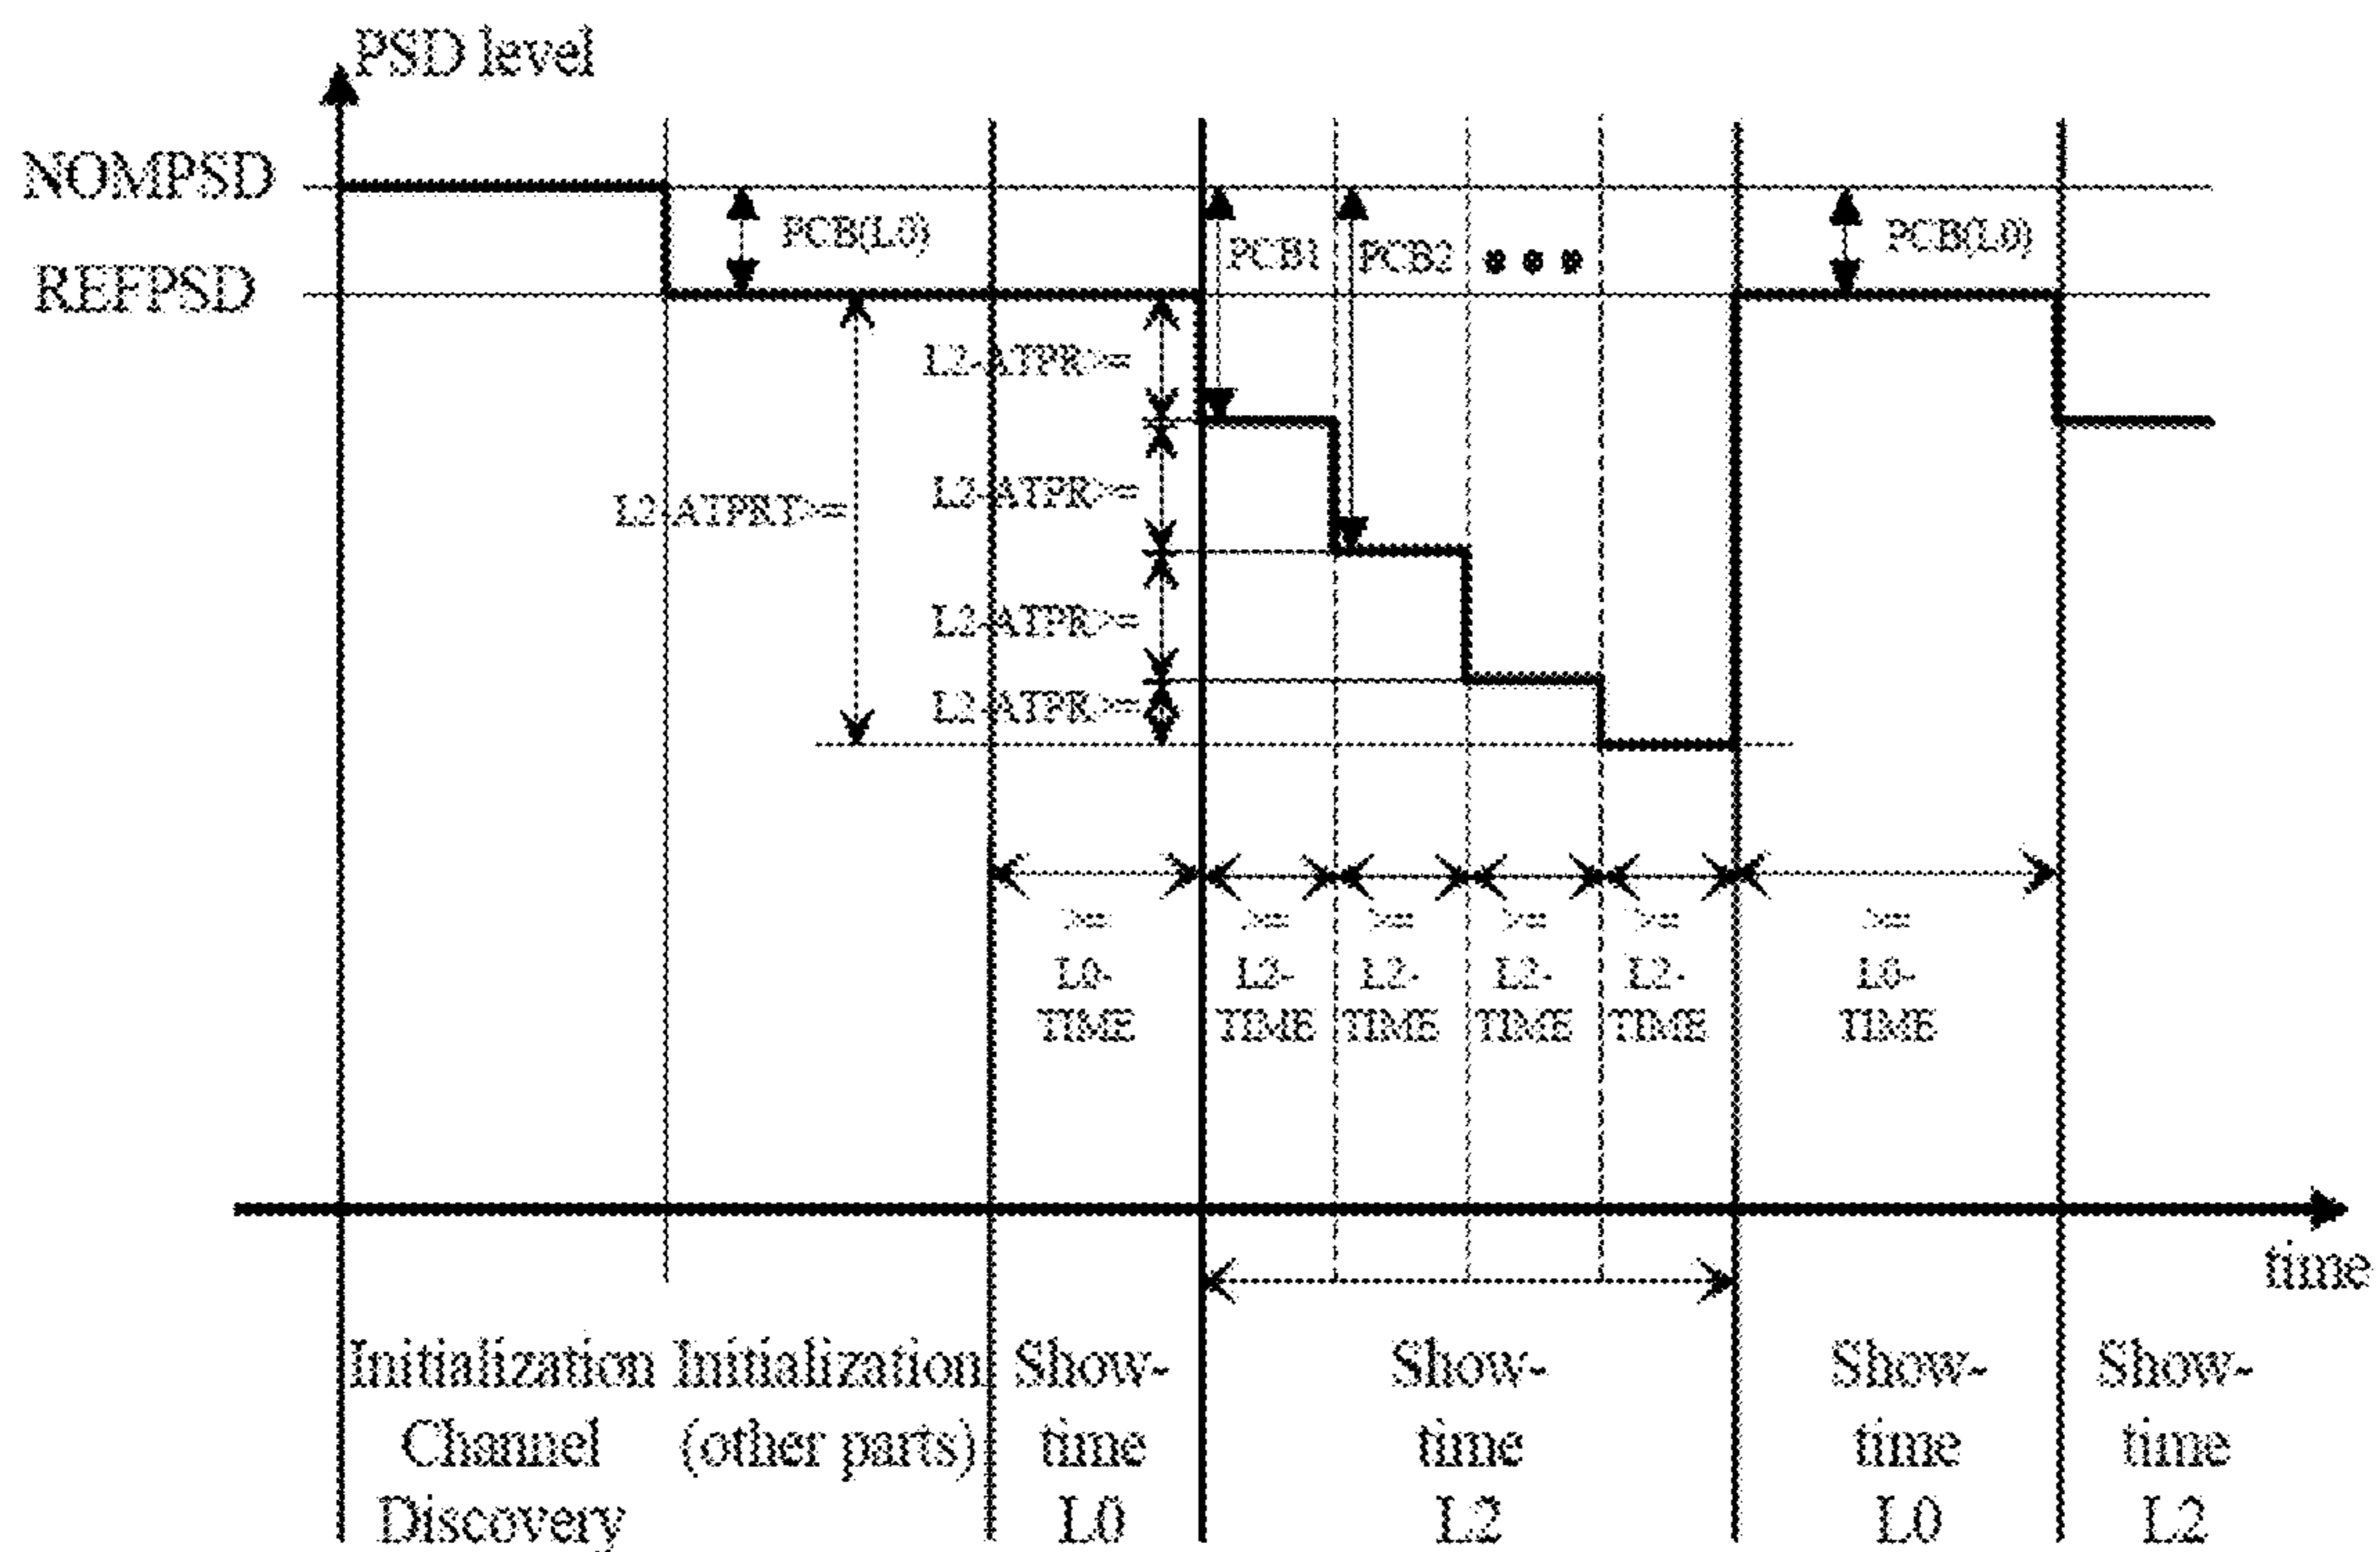 PSD level
NOMPSD
REFPSD
PCB(L0)
PCB1
PCB2
PCB(L0)
L2-ATPR>=
L2-ATPR>=
L2-ATPRT>=
L2-ATPR>=
L2-ATPR>=
>=
L0-
TIME
>=
L2-
TIME
>=
L2-
TIME
>=
L2-
TIME
>=
L2-
TIME
>=
L0-
TIME
time
Initialization
Channel
Discovery
Initialization
(other parts)
Show-
time
L0
Show-
time
L2
Show-
time
L0
Show-
time
L2